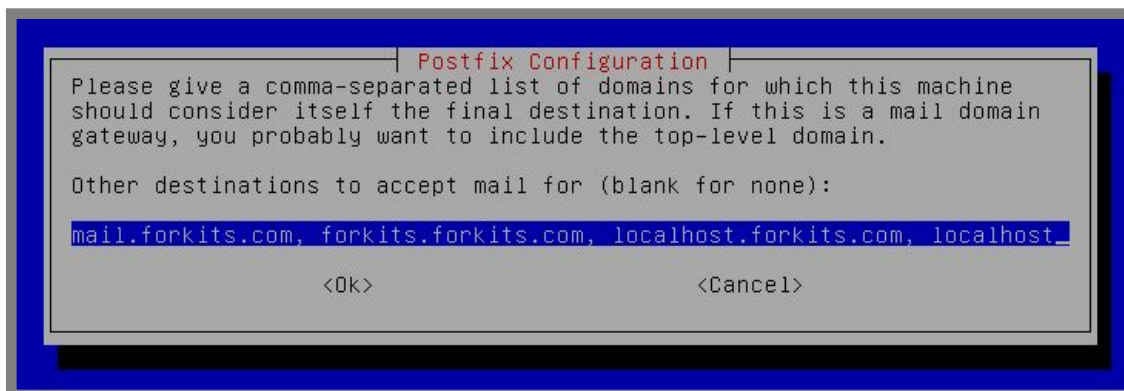 Postfix Configuration
Please give a comma-separated list of domains for which this machine
should consider itself the final destination. If this is a mail domain
gateway, you probably want to include the top-level domain.
Other destinations to accept mail for (blank for none):
mail.forkits.com, forkits.forkits.com, localhost.forkits.com, localhost_
<Ok> <Cancel>